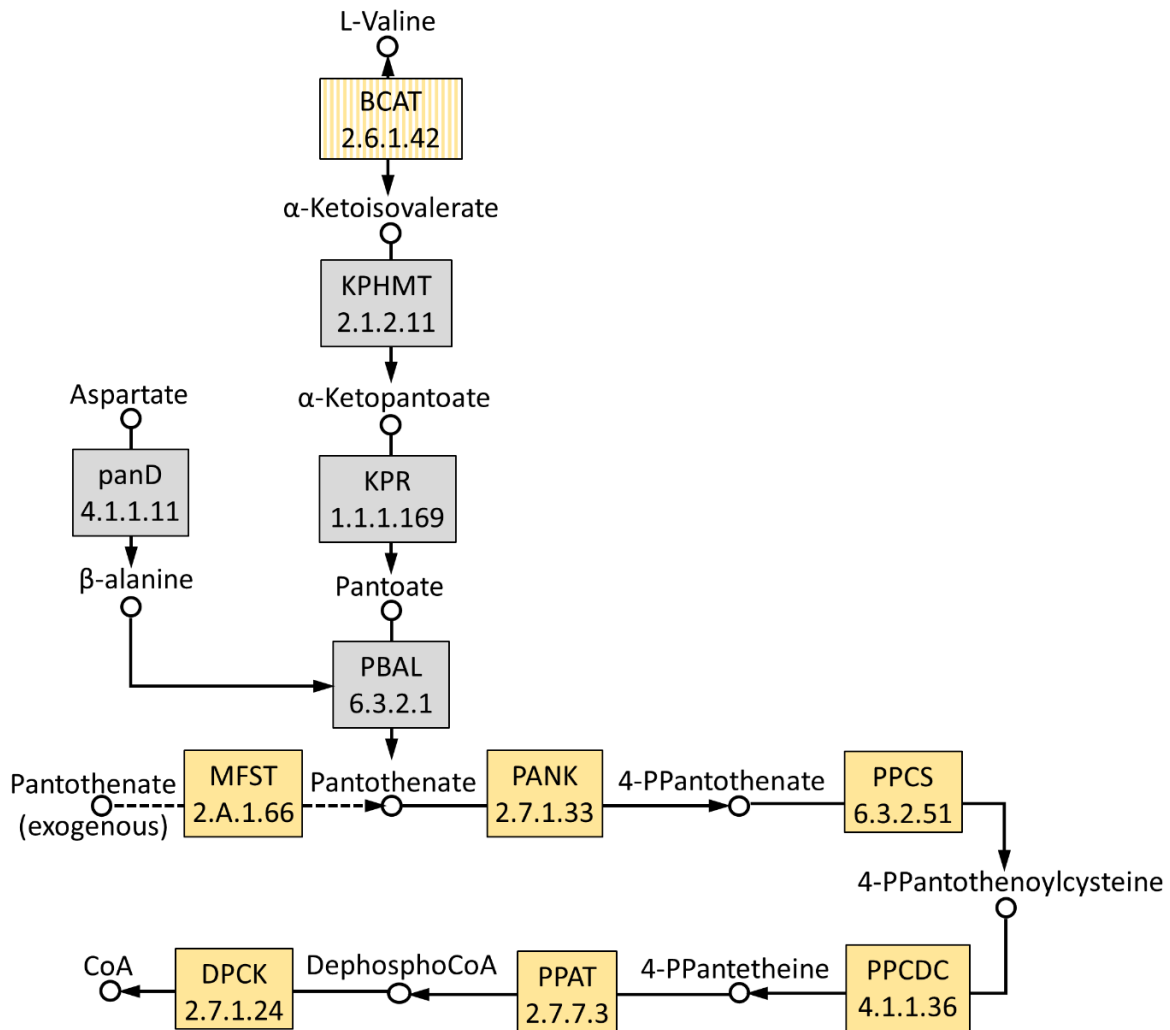 L-Valine
BCAT
2.6.1.42
α-Ketoisovalerate
KPHMT
2.1.2.11
Aspartate
α-Ketopantoate
panD
4.1.1.11
KPR
1.1.1.169
β-alanine
Pantoate
PBAL
6.3.2.1
Pantothenate
(exogenous)
MFST
2.A.1.66
Pantothenate
PANK
2.7.1.33
4-PPantothenate
PPCS
6.3.2.51
4-PPantothenoylcysteine
CoA
DPCK
2.7.1.24
DephosphoCoA
PPAT
2.7.7.3
4-PPantetheine
PPCDC
4.1.1.36